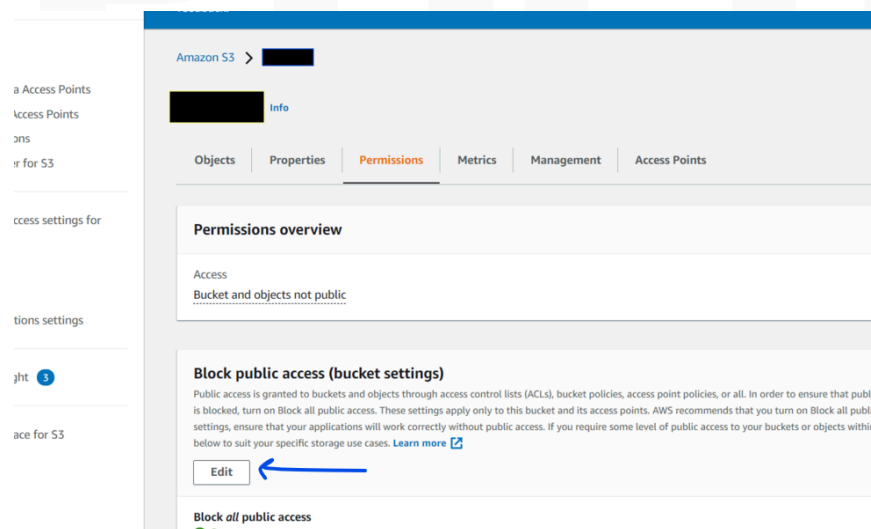 Amazon S3
Info
a Access Points
Access Points
ons
er for S3
ccess settings for
tions settings
ght 3
ace for S3
Objects Properties Permissions Metrics Management Access Points
Permissions overview
Access
Bucket and objects not public
Block public access (bucket settings)
Public access is granted to buckets and objects through access control lists (ACLs), bucket policies, access point policies, or all. In order to ensure that publ
is blocked, turn on Block all public access. These settings apply only to this bucket and its access points. AWS recommends that you turn on Block all publi
settings, ensure that your applications will work correctly without public access. If you require some level of public access to your buckets or objects within
below to suit your specific storage use cases. Learn more
Edit
Block all public access